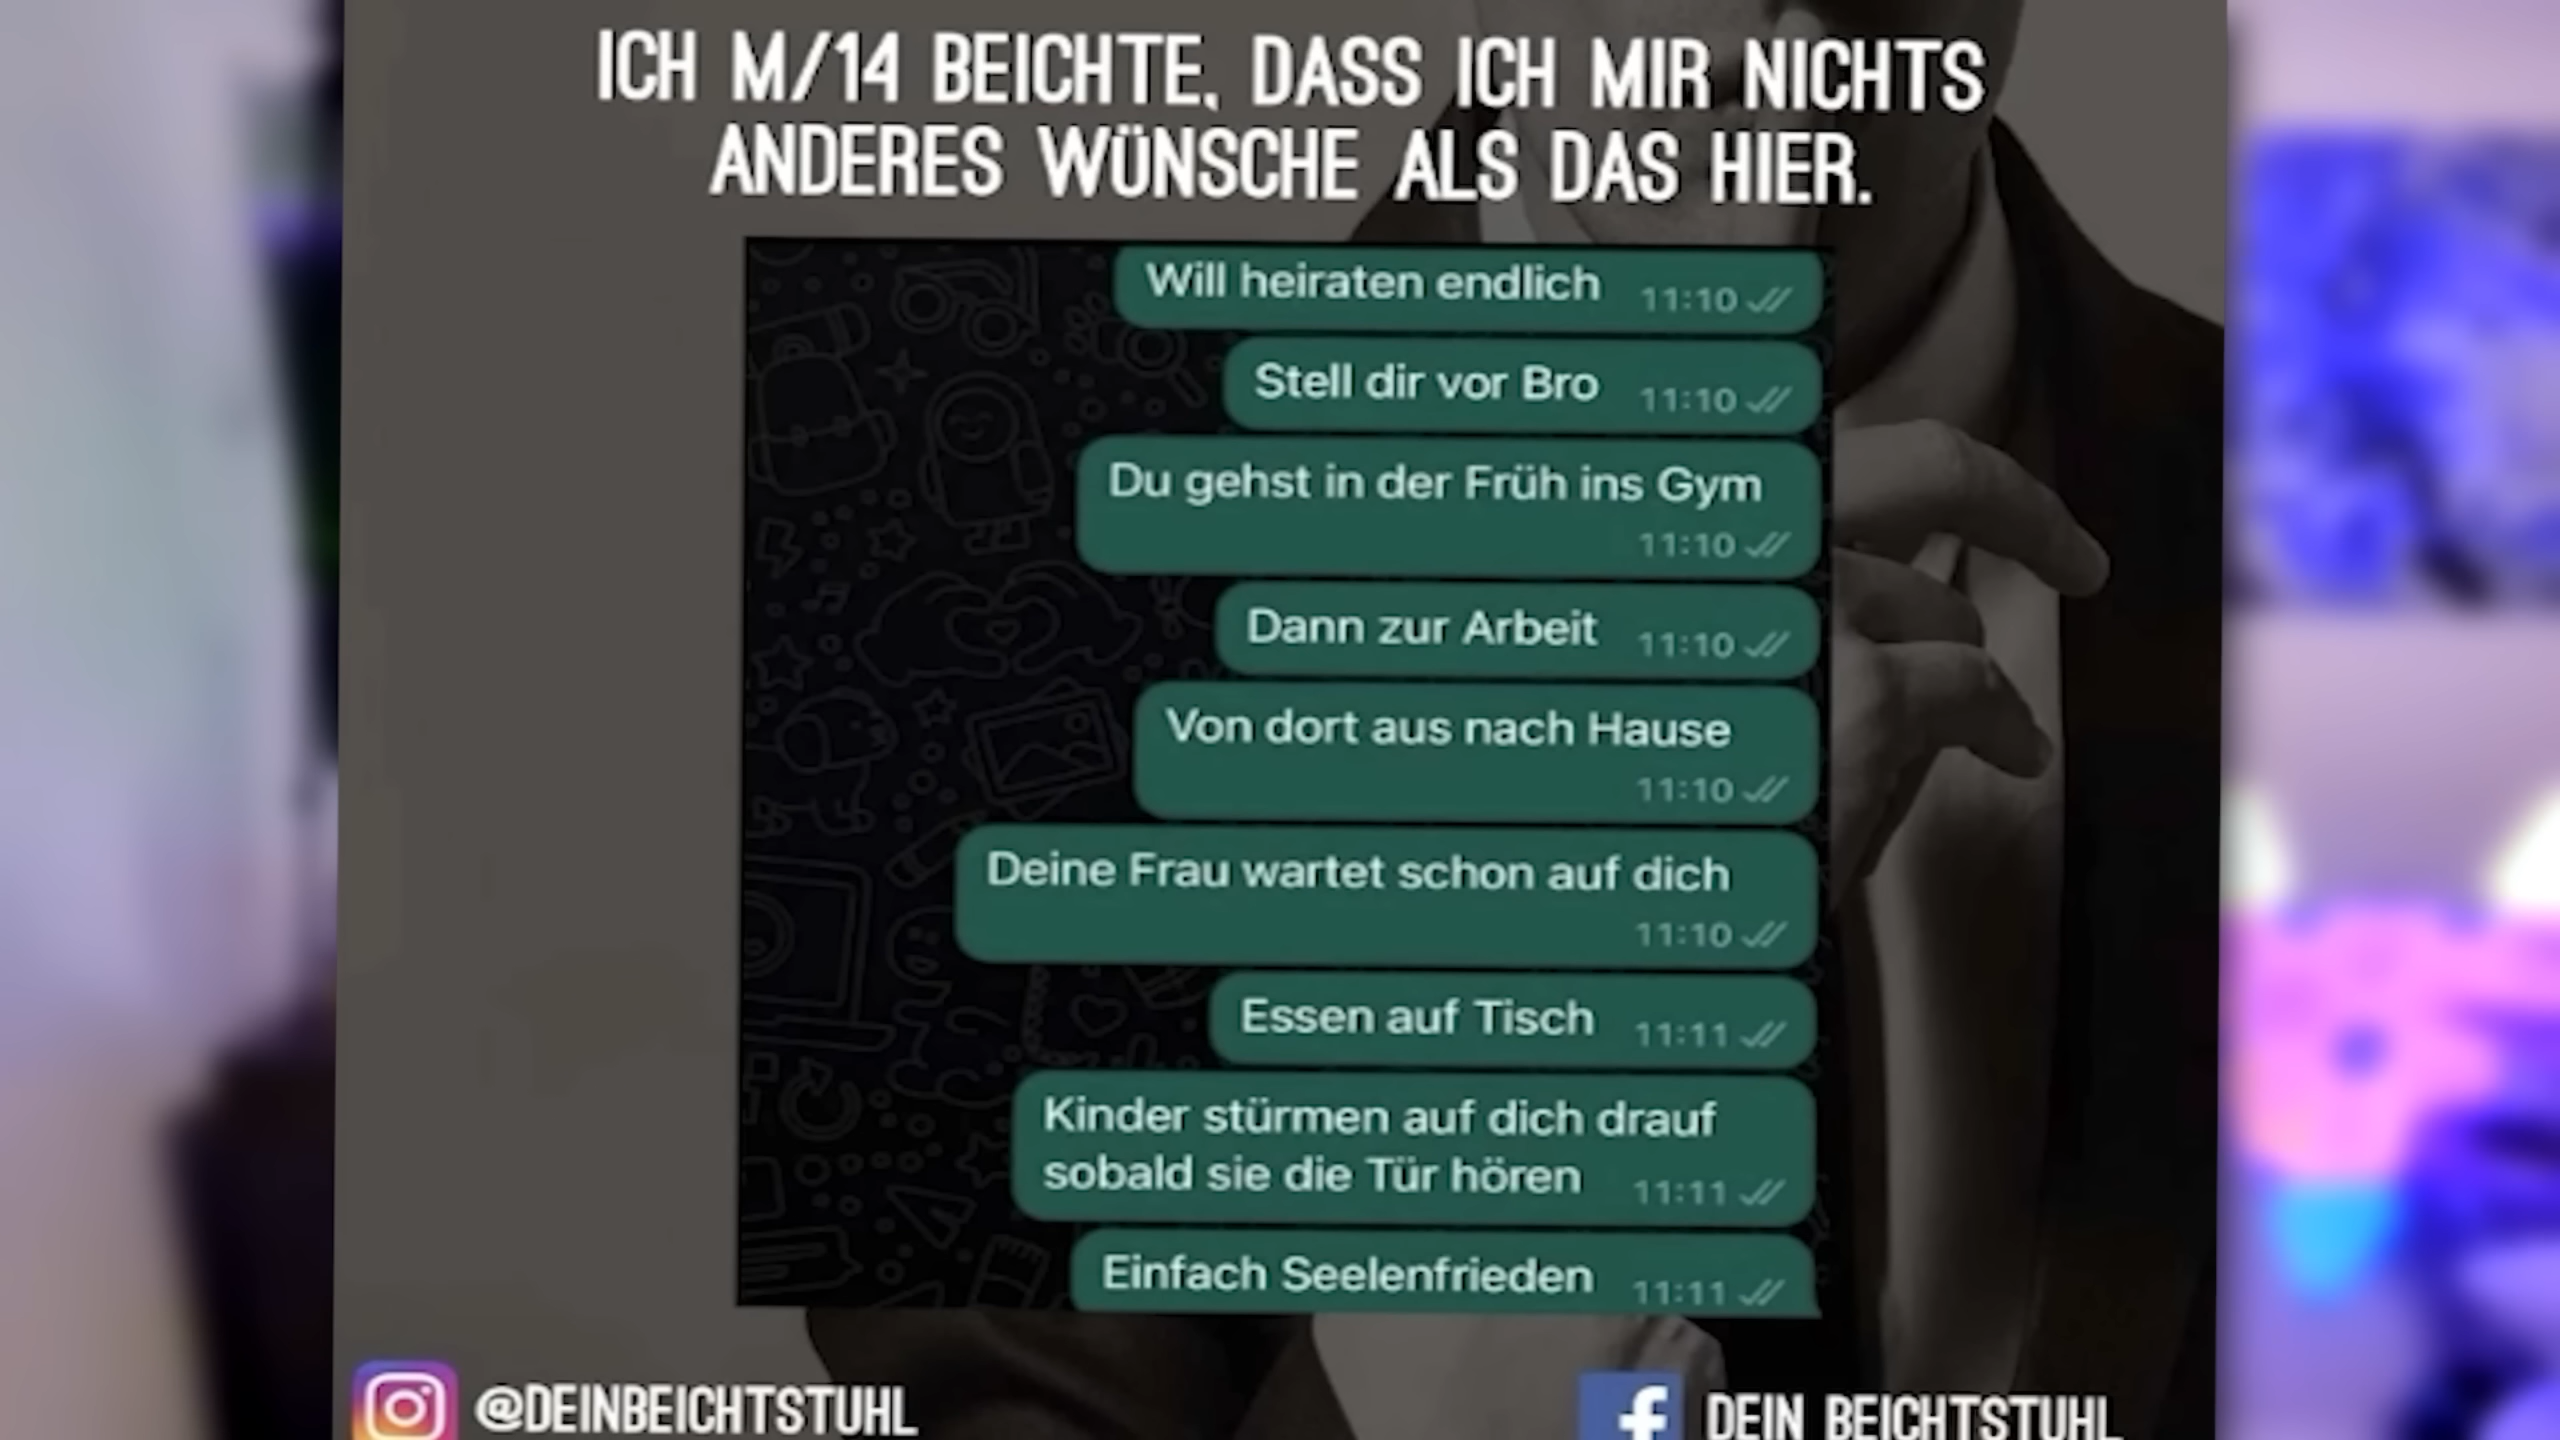 ICH M/14 BEICHTE, DASS ICH MIR NICHTS
ANDERES WÜNSCHE ALS DAS HIER.
Will heiraten endlich 11:10
Stell dir vor Bro 11:10
Du gehst in der Früh ins Gym
11:10
Dann zur Arbeit 11:10
Von dort aus nach Hause
11:10
Deine Frau wartet schon auf dich
11:10
Essen auf Tisch 11:11
Kinder stürmen auf dich drauf
sobald sie die Tür hören 11:11
Einfach Seelenfrieden 11:11
@DEINBEICHTSTUHL
DEIN BEICHTSTUHL